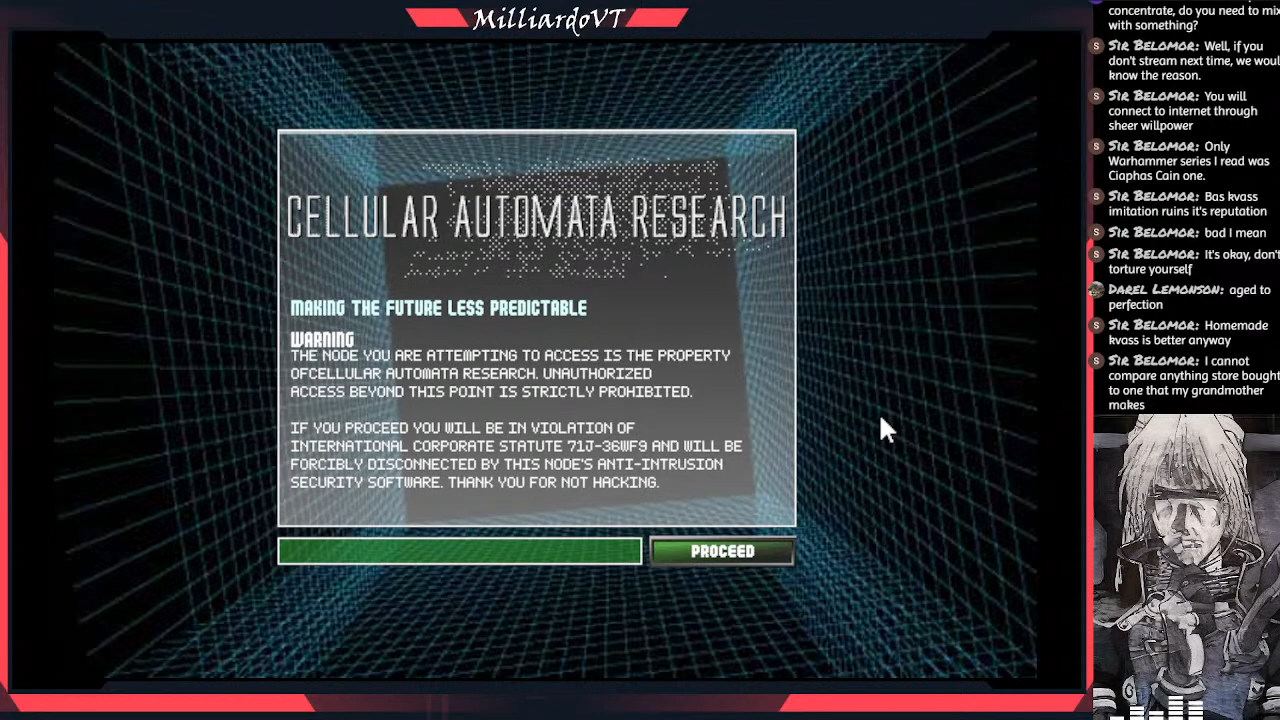 MilliardoVT
CELLULAR AUTOMATA RESEARCH
MAKING THE FUTURE LESS PREDICTABLE
WARNING
THE NODE YOU ARE ATTEMPTING TO ACCESS IS THE PROPERTY
OFCELLULAR AUTOMATA RESEARCH. UNAUTHORIZED
ACCESS BEYOND THIS POINT IS STRICTLY PROHIBITED.
IF YOU PROCEED YOU WILL BE IN VIOLATION OF
INTERNATIONAL CORPORATE STATUTE 71J-36WF9 AND WILL BE
FORCIBLY DISCONNECTED BY THIS NODE'S ANTI-INTRUSION
SECURITY SOFTWARE. THANK YOU FOR NOT HACKING.
PROCEED
concentrate, do you need to mix
with something?
S Sir Belomor: Well, if you
don't stream next time, we woul
know the reason.
S Sir Belomor: You will
connect to internet through
sheer willpower
S Sir Belomor: Only
Warhammer series I read was
Ciaphas Cain one.
S Sir Belomor: Bas kvass
imitation ruins it's reputation
S Sir Belomor: bad I mean
S Sir Belomor: It's okay, don't
torture yourself
Darel Lemonson: aged to
perfection
S Sir Belomor: Homemade
kvass is better anyway
S Sir Belomor: I cannot
compare anything store bought
to one that my grandmother
makes